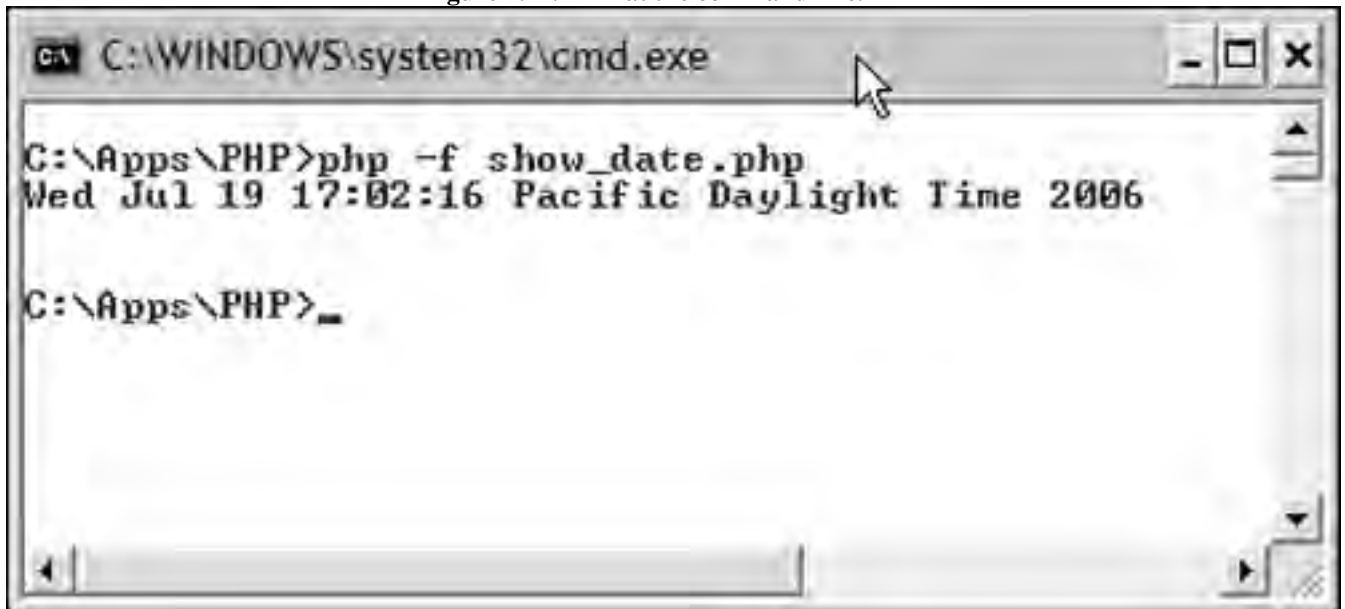 C:\WINDOWS\system32\cmd.exe
C:\Apps\PHP>php -f show_date.php
Wed Jul 19 17:02:16 Pacific Daylight Time 2006
C:\Apps\PHP>_